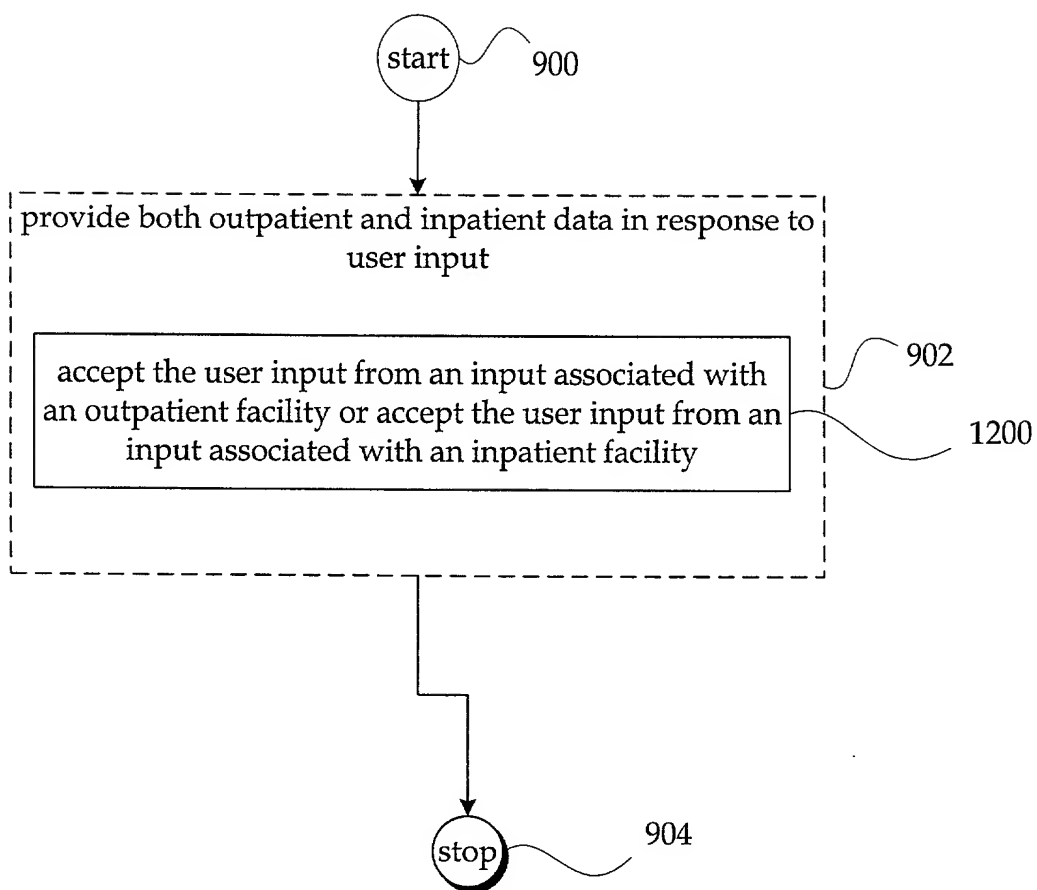 start
900
provide both outpatient and inpatient data in response to
user input
902
accept the user input from an input associated with
an outpatient facility or accept the user input from an
input associated with an inpatient facility
1200
stop
904